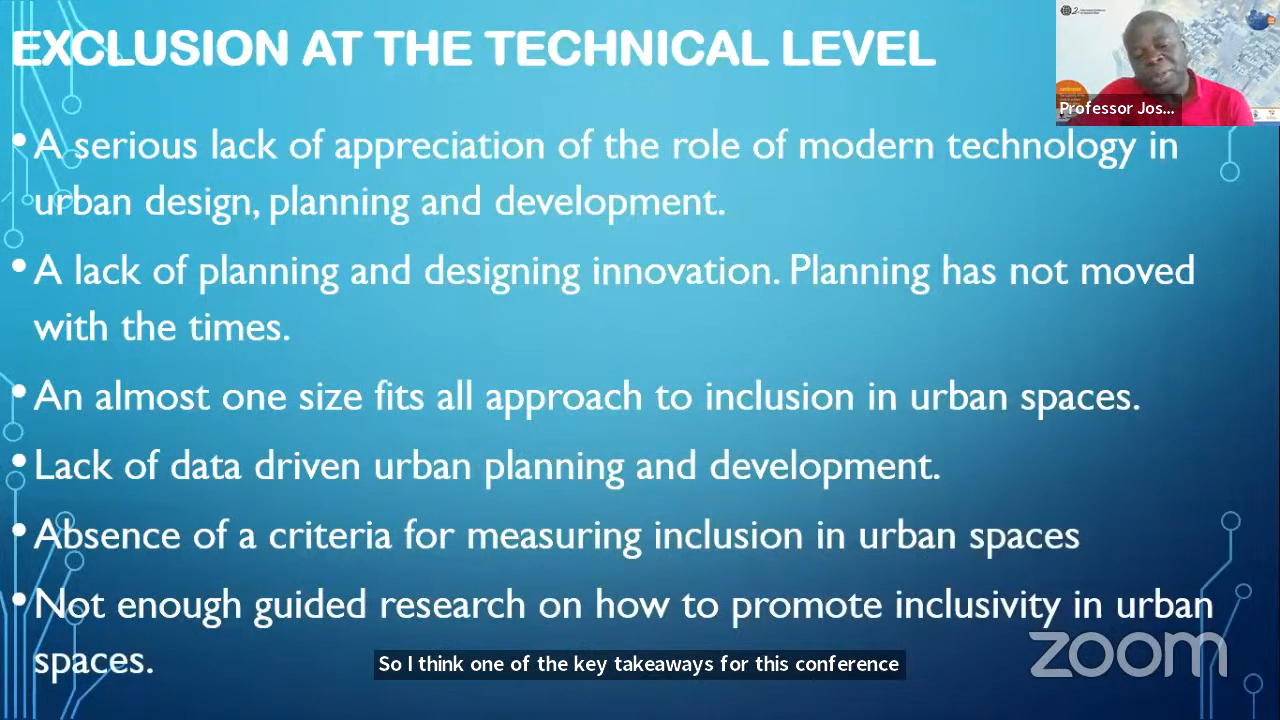 EXCLUSION AT THE TECHNICAL LEVEL
Professor Jos...
• A serious lack of appreciation of the role of modern technology in
urban design, planning and development.
• A lack of planning and designing innovation. Planning has not moved
with the times.
• An almost one size fits all approach to inclusion in urban spaces.
• Lack of data driven urban planning and development.
• Absence of a criteria for measuring inclusion in urban spaces
• Not enough guided research on how to promote inclusivity in urban
spaces.
So I think one of the key takeaways for this conference
zoom